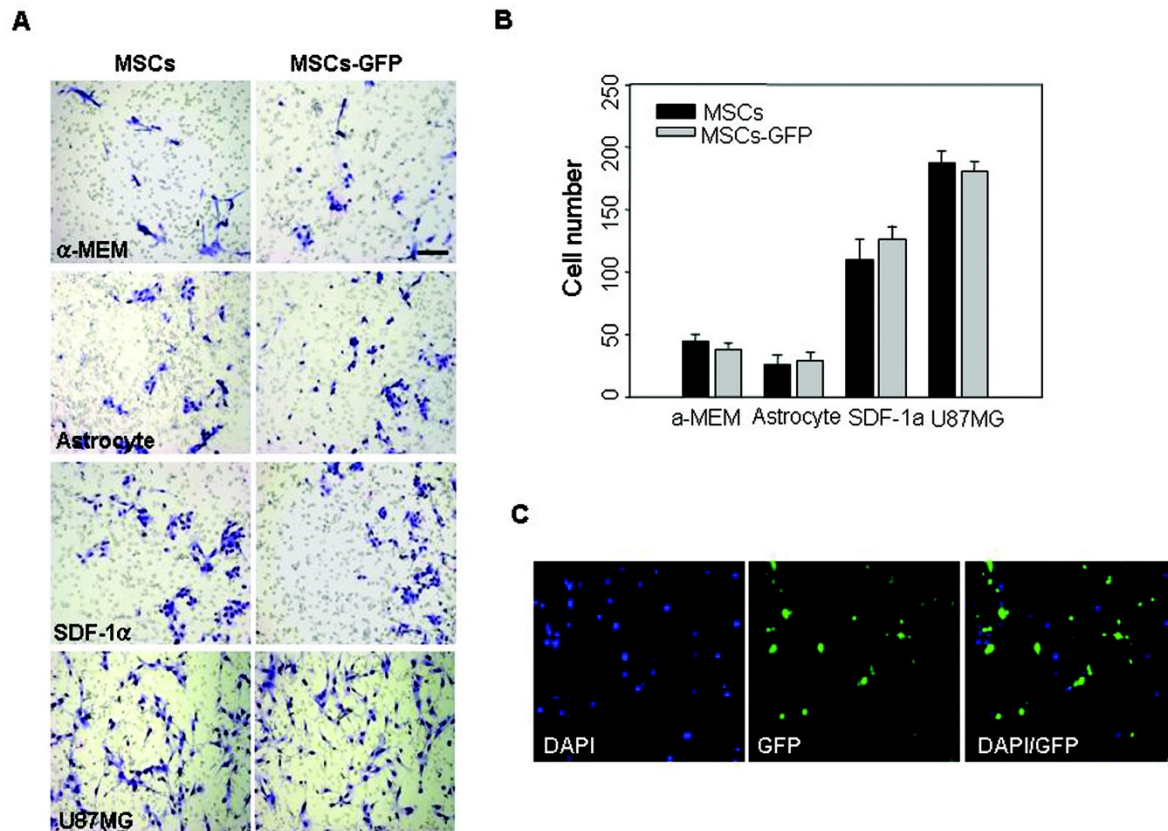 A
MSCs
MSCs-GFP
α-MEM
Astrocyte
SDF-1α
U87MG
B
Cell number
250
200
150
100
50
0
MSCs
MSCs-GFP
a-MEM
Astrocyte
SDF-1a
U87MG
C
DAPI
GFP
DAPI/GFP